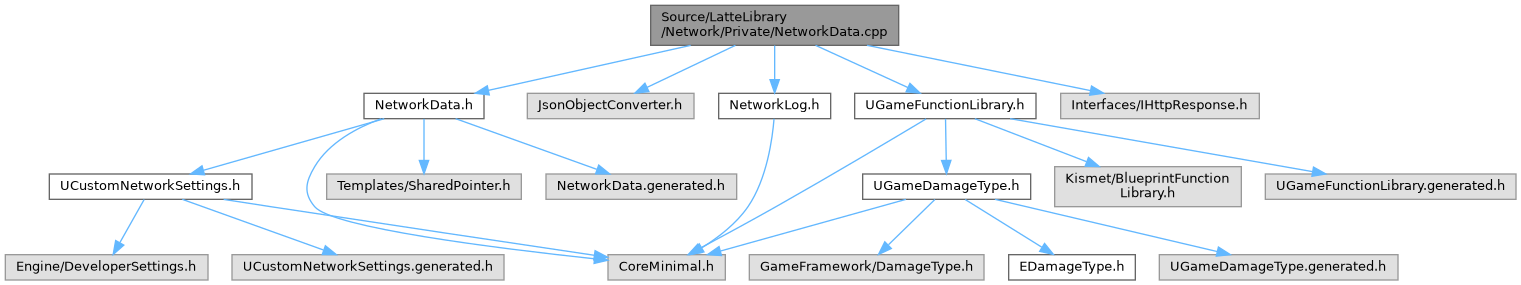 Source/LatteLibrary
/Network/Private/NetworkData.cpp
NetworkData.h
JsonObjectConverter.h
NetworkLog.h
UGameFunctionLibrary.h
Interfaces/IHttpResponse.h
UCustomNetworkSettings.h
Templates/SharedPointer.h
NetworkData.generated.h
UGameDamageType.h
Kismet/BlueprintFunction
Library.h
UGameFunctionLibrary.generated.h
Engine/DeveloperSettings.h
UCustomNetworkSettings.generated.h
CoreMinimal.h
GameFramework/DamageType.h
EDamageType.h
UGameDamageType.generated.h